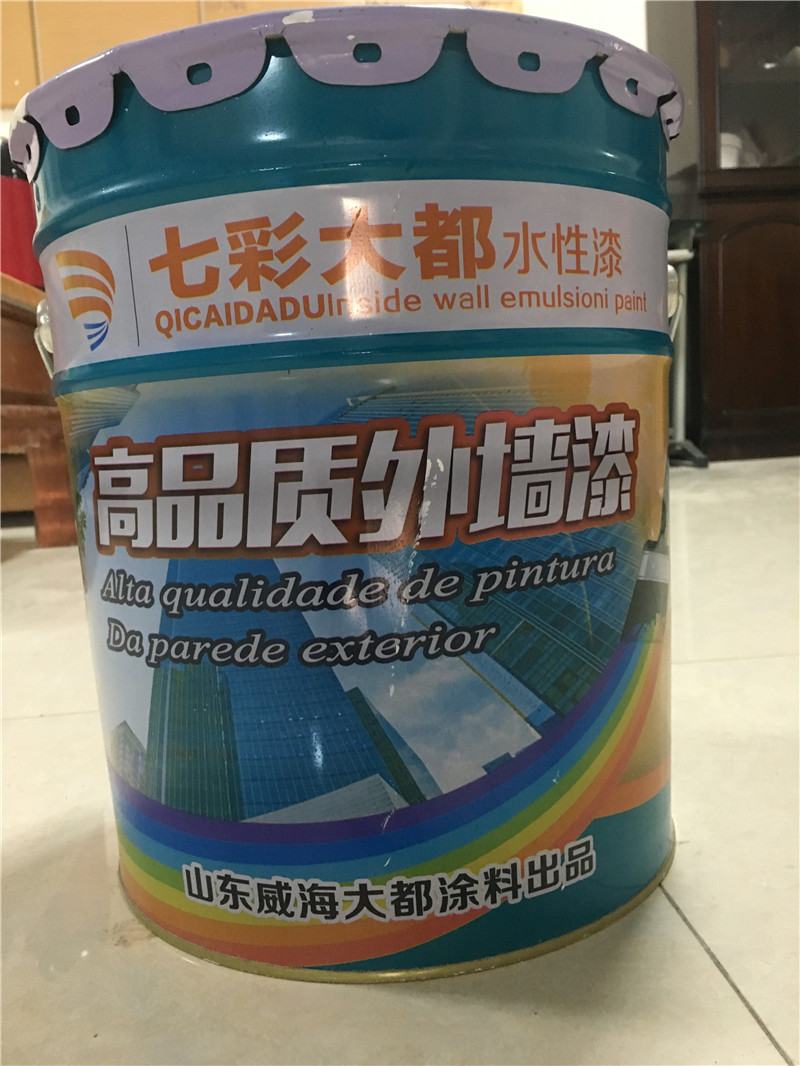 七彩大都水性漆
QICAIDADUInside wall emulsioni paint
高品质外墙漆
Alta qualidade de pintura
Da parede exterior
山东威海大都涂料出品